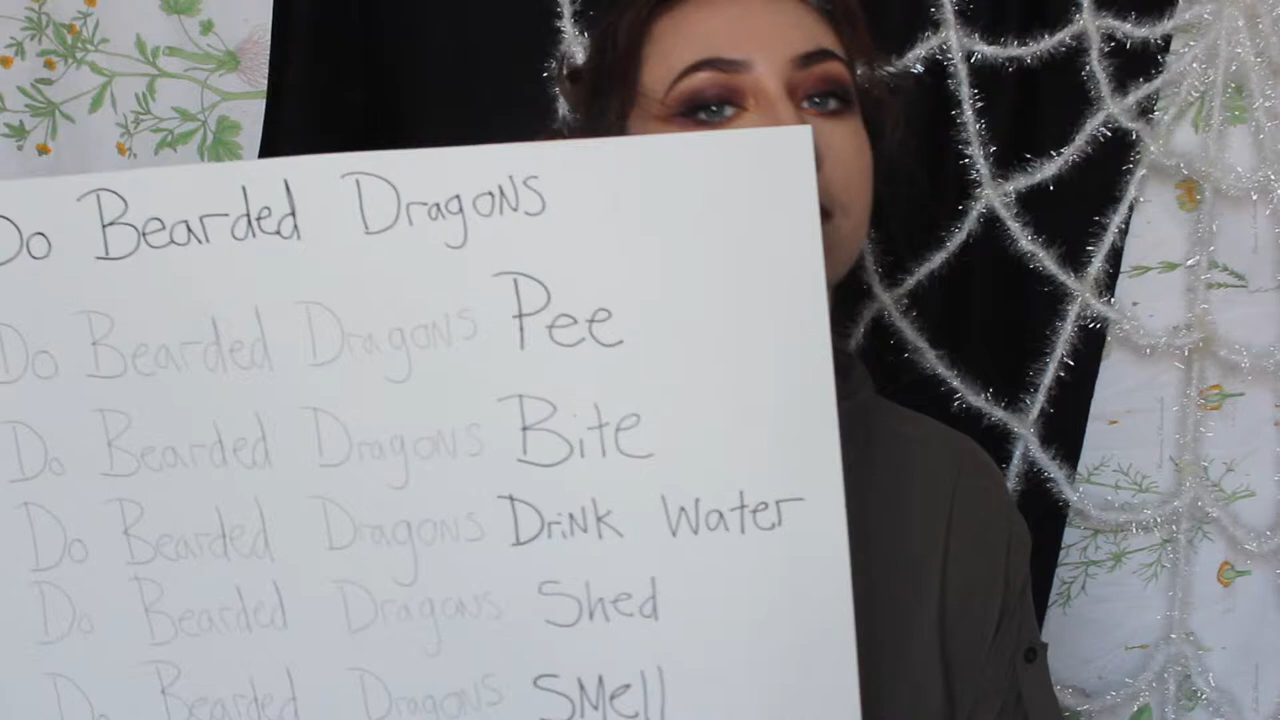 Do Bearded Dragons
Do Bearded Dragons Pee
Do Bearded Dragons Bite
Do Bearded Dragons Drink Water
Do Bearded Dragons Shed
Do Bearded Dragons Smell